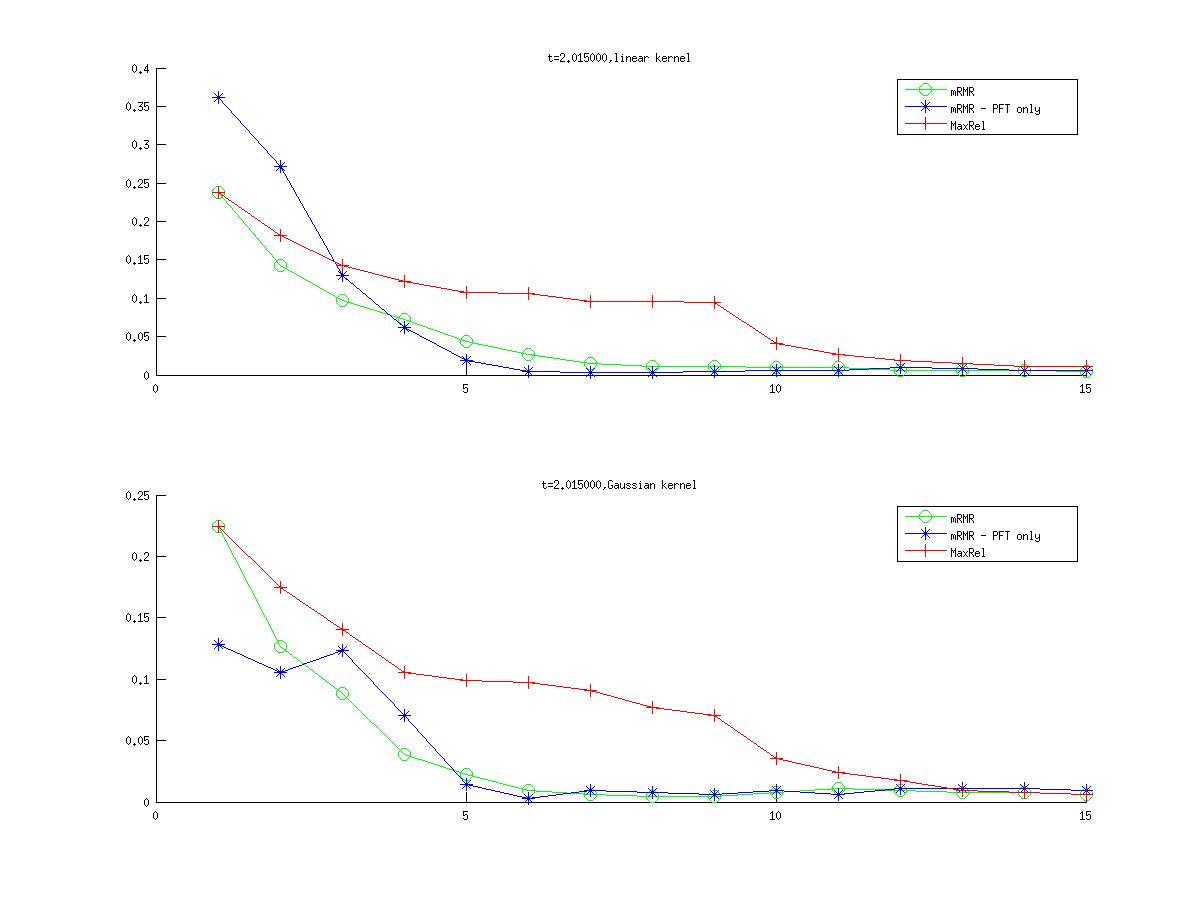 t=2.015000,linear kernel
0.4
0.35
0.3
0.25
0.2
0.15
0.1
0.05
0
0 5 10 15
mRMR
mRMR - PFT only
MaxRel
t=2.015000,Gaussian kernel
0.25
0.2
0.15
0.1
0.05
0
0 5 10 15
mRMR
mRMR - PFT only
MaxRel